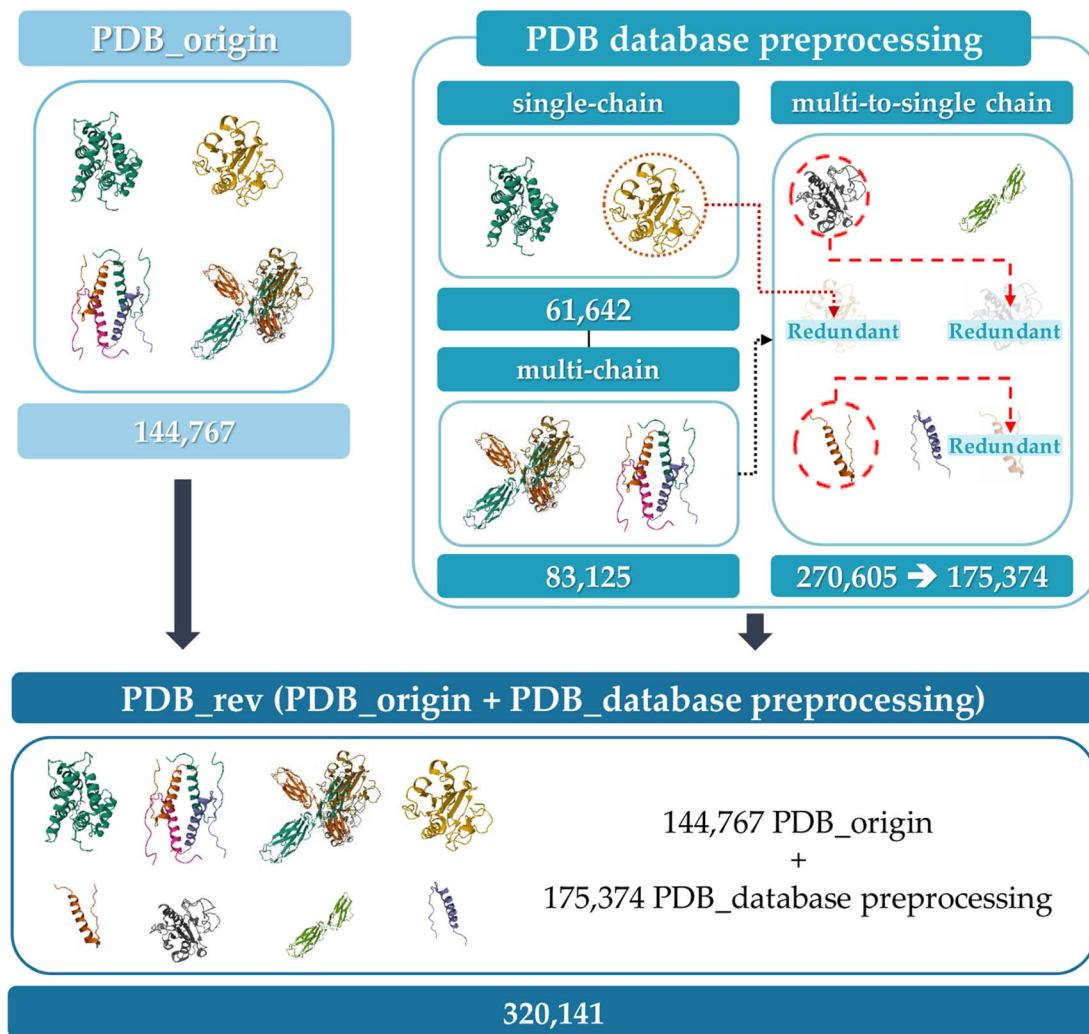 PDB_origin
144,767
PDB database preprocessing
single-chain
61,642
multi-chain
83,125
multi-to-single chain
Redundant
Redundant
Redundant
270,605 ➔ 175,374
PDB_rev (PDB_origin + PDB_database preprocessing)
144,767 PDB_origin
+
175,374 PDB_database preprocessing
320,141